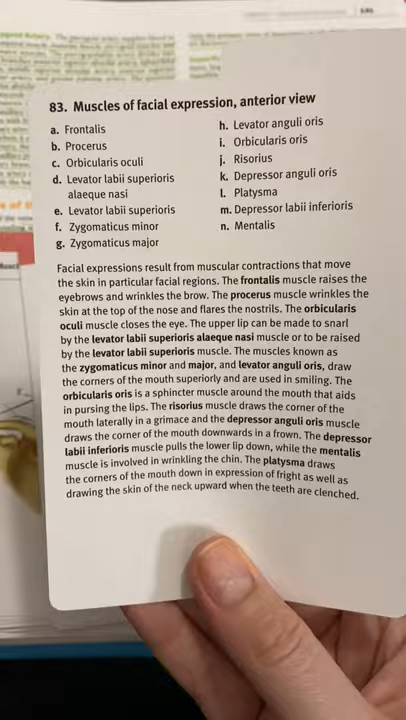 83. Muscles of facial expression, anterior view
a. Frontalis
b. Procerus
c. Orbicularis oculi
d. Levator labii superioris
alaeque nasi
e. Levator labii superioris
f. Zygomaticus minor
g. Zygomaticus major
h. Levator anguli oris
i. Orbicularis oris
j. Risorius
k. Depressor anguli oris
l. Platysma
m. Depressor labii inferioris
n. Mentalis
Facial expressions result from muscular contractions that move
the skin in particular facial regions. The frontalis muscle raises the
eyebrows and wrinkles the brow. The procerus muscle wrinkles the
skin at the top of the nose and flares the nostrils. The orbicularis
oculi muscle closes the eye. The upper lip can be made to snarl
by the levator labii superioris alaeque nasi muscle or to be raised
by the levator labii superioris muscle. The muscles known as
the zygomaticus minor and major, and levator anguli oris, draw
the corners of the mouth superiorly and are used in smiling. The
orbicularis oris is a sphincter muscle around the mouth that aids
in pursing the lips. The risorius muscle draws the corner of the
mouth laterally in a grimace and the depressor anguli oris muscle
draws the corner of the mouth downwards in a frown. The depressor
labii inferioris muscle pulls the lower lip down, while the mentalis
muscle is involved in wrinkling the chin. The platysma draws
the corners of the mouth down in expression of fright as well as
drawing the skin of the neck upward when the teeth are clenched.